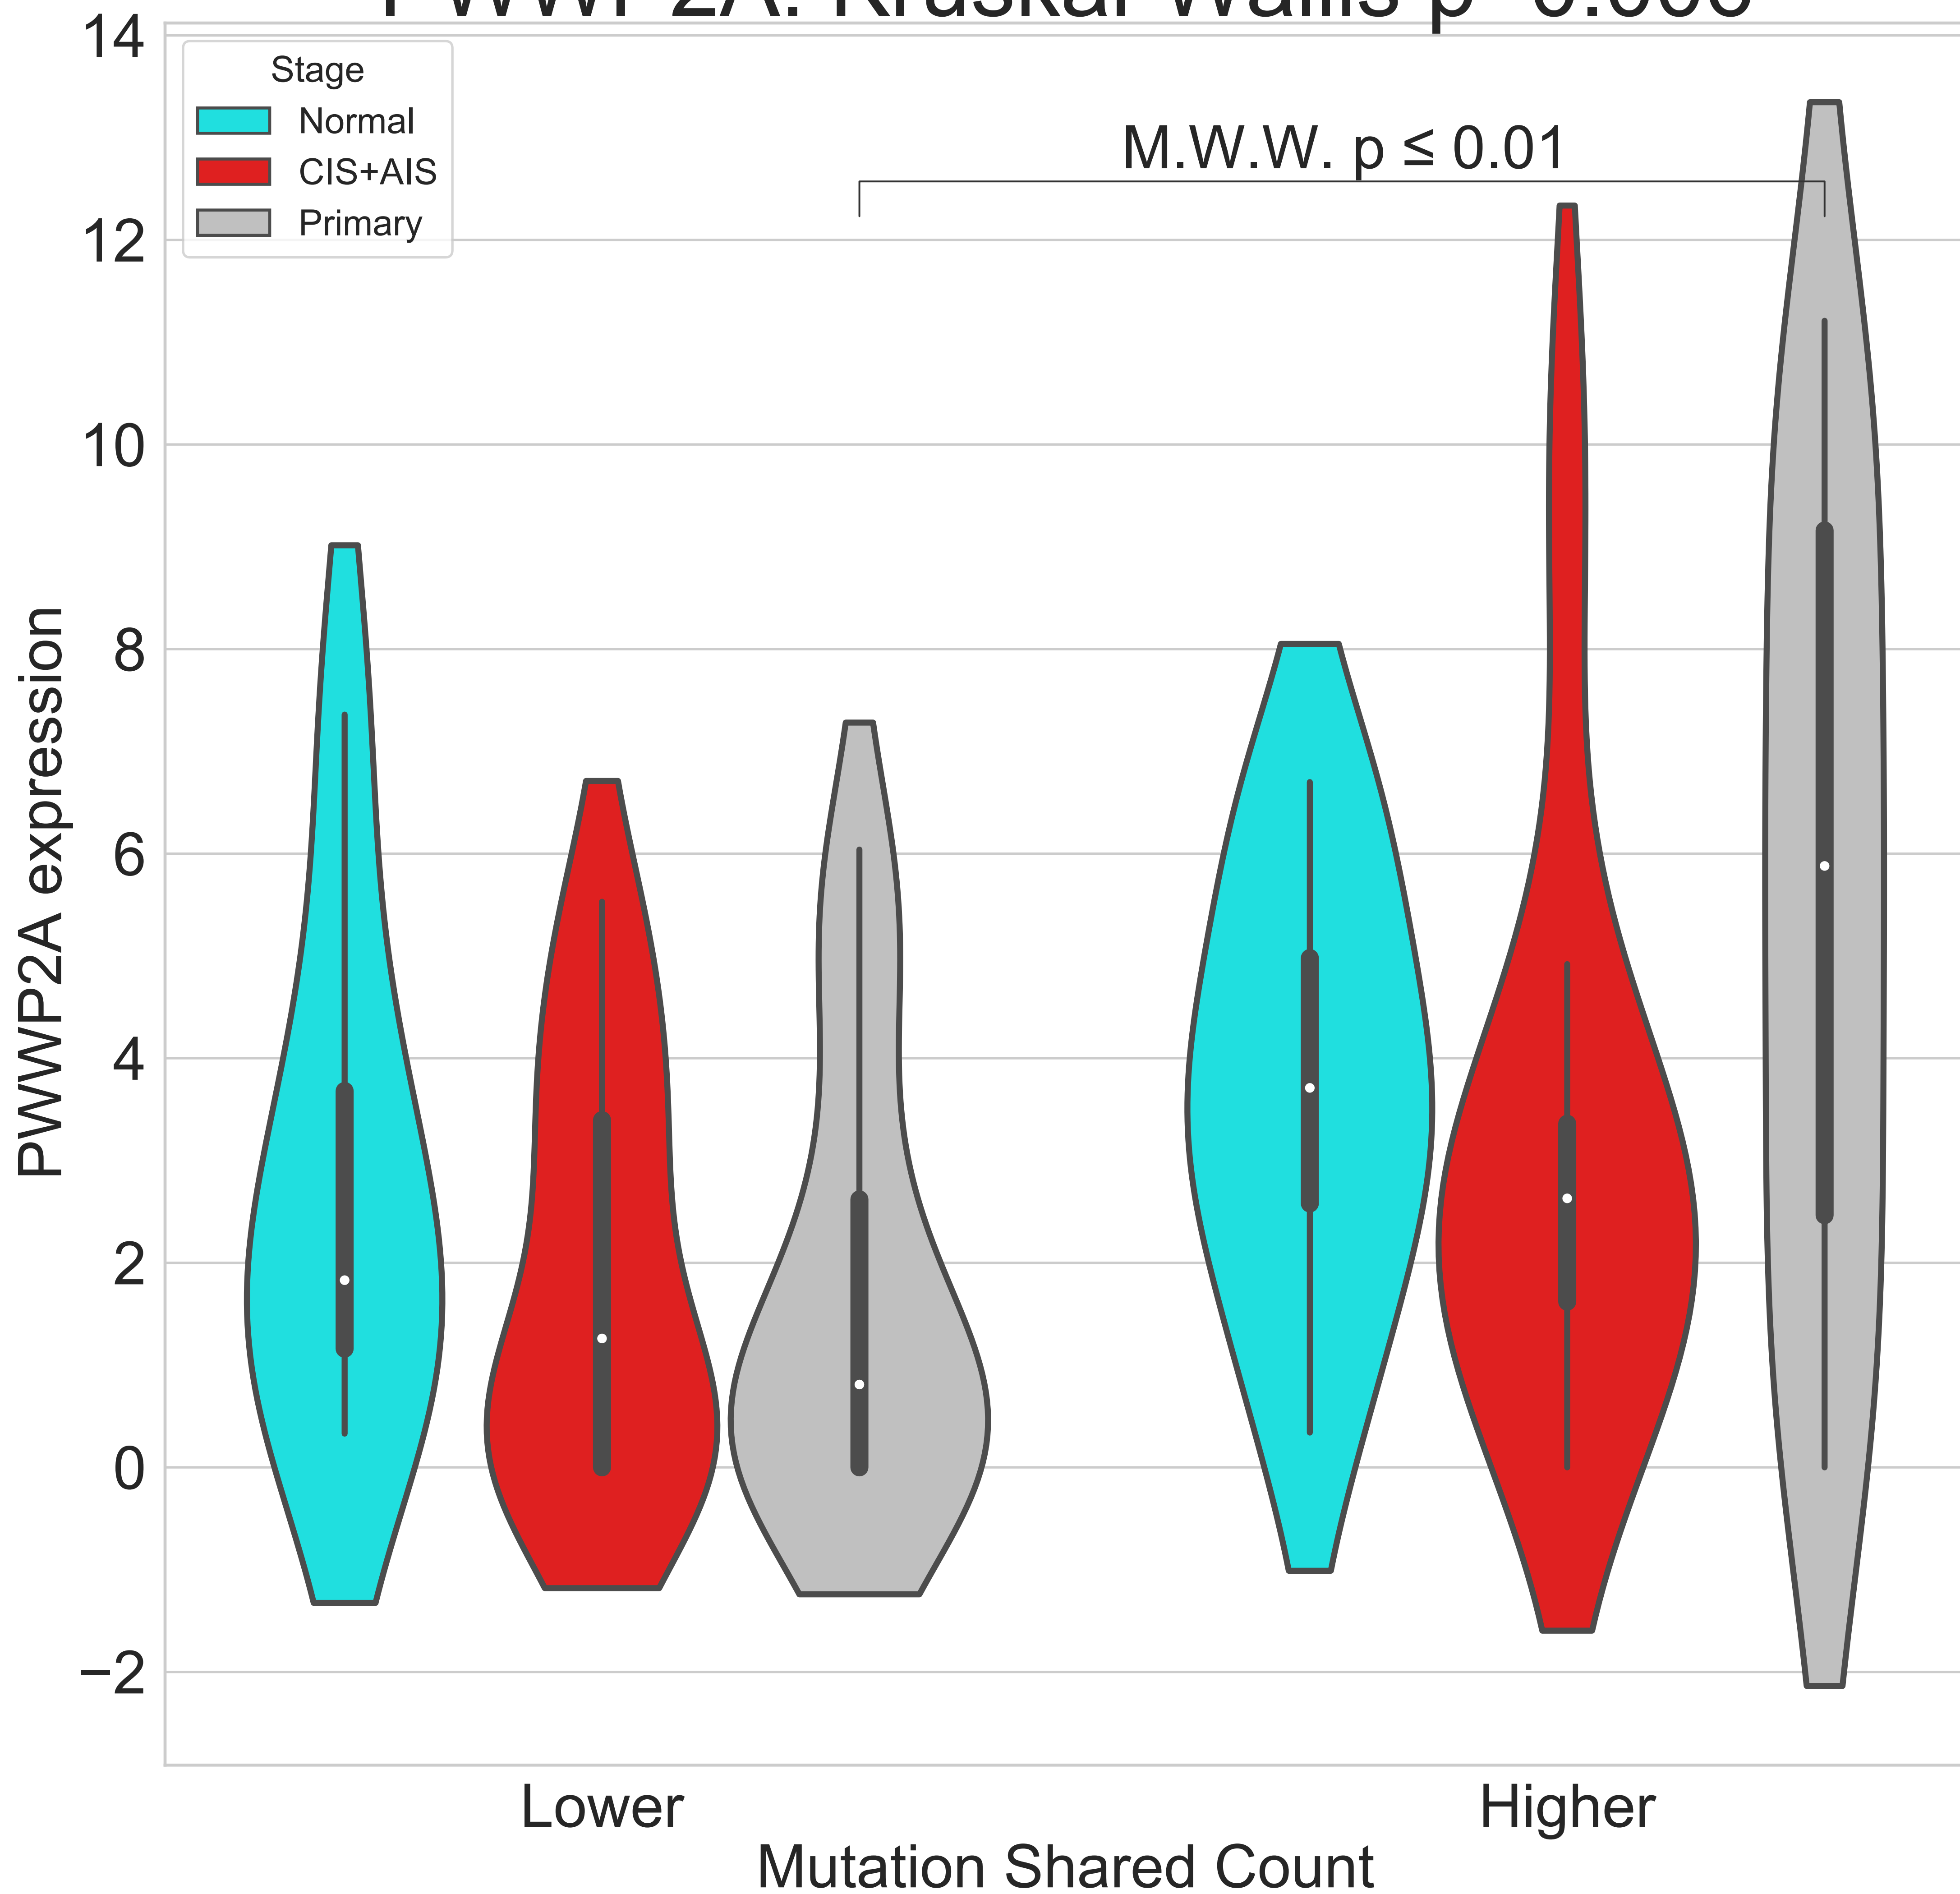 14
Stage
Normal
CIS+AIS
Primary
M.W.W. p ≤ 0.01
12
10
8
6
4
2
0
−2
PWWP2A expression
Lower
Higher
Mutation Shared Count